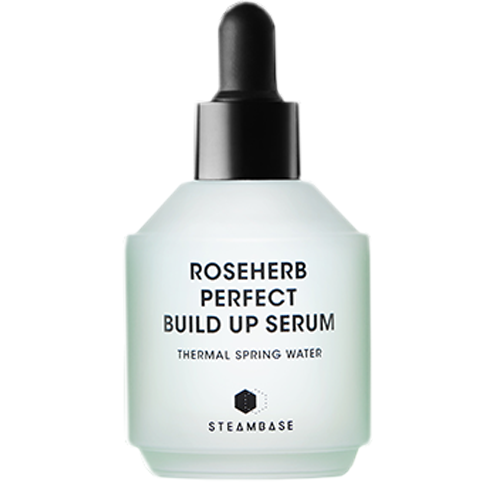 ROSEHERB
PERFECT
BUILD UP SERUM
THERMAL SPRING WATER
STEAMBASE